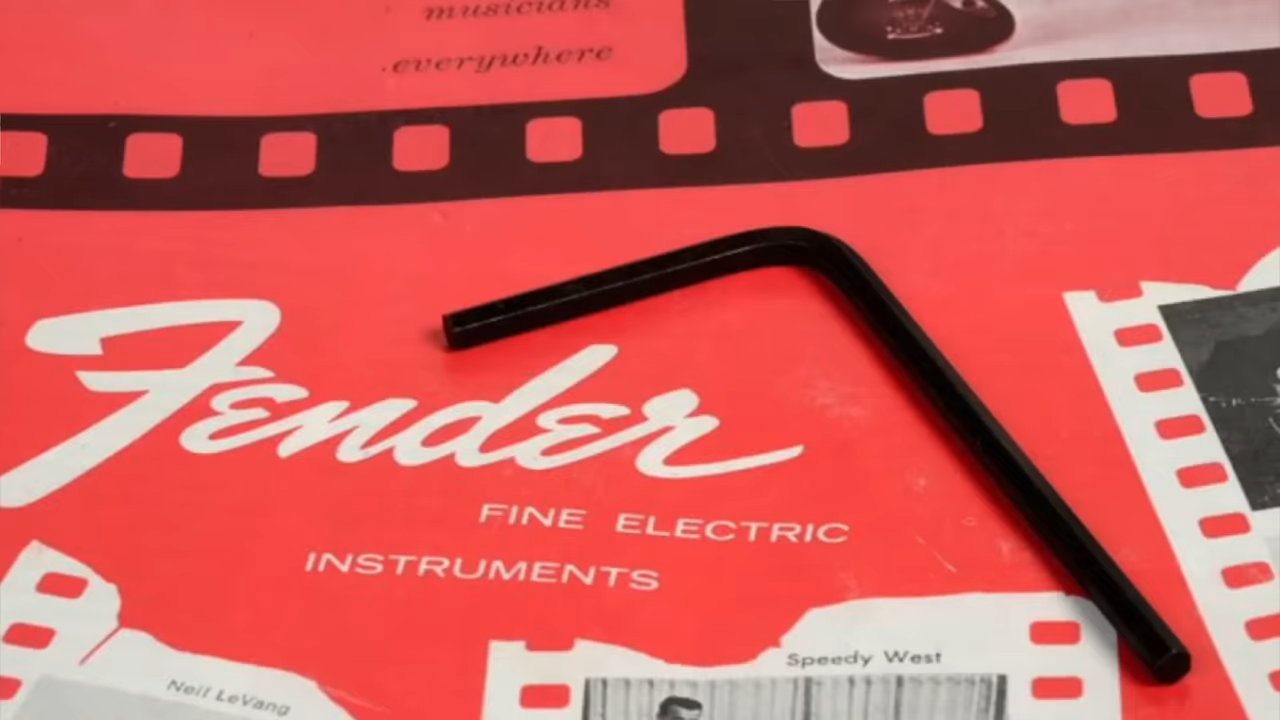 musicians
.everywhere
Fender
FINE ELECTRIC
INSTRUMENTS
Speedy West
Neil LeVang